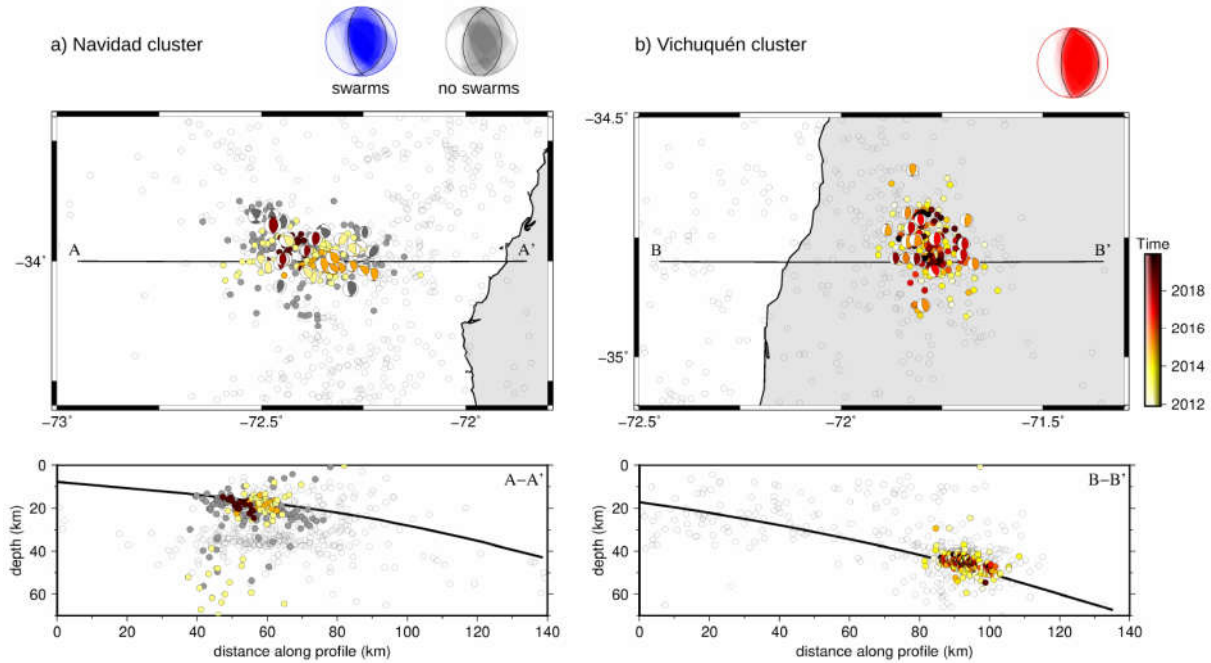 a) Navidad cluster
swarms
no swarms
b) Vichuquén cluster
A
A'
−34˚
−73˚
−72.5˚
−72˚
−34.5˚
−35˚
B
B'
−72.5˚
−72˚
−71.5˚
Time
2018
2016
2014
2012
A−A'
0
20
40
60
depth (km)
0
20
40
60
80
100
120
140
distance along profile (km)
B−B'
0
20
40
60
depth (km)
0
20
40
60
80
100
120
140
distance along profile (km)